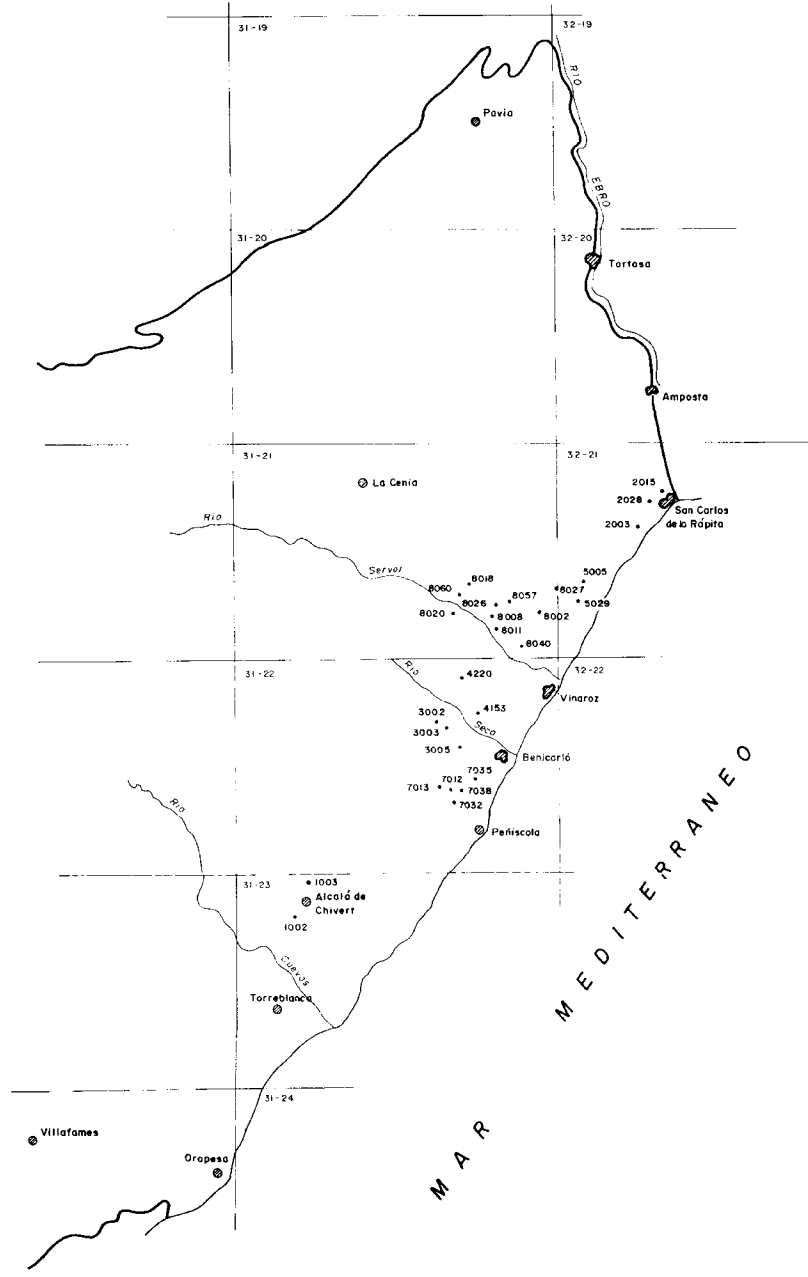 31-19
32-19
RIO
Pavia
EBRO
31-20
32-20
Tortosa
Amposta
31-21
32-21
La Cenia
2015
2028
San Carlos
de la Rápita
2003
Rio
Servol
8018
5005
8060
8027
8057
8026
5029
8020
8008
8002
8011
8040
31-22
32-22
Rio
4220
Vinaroz
3002
4153
3003
Seco
3005
Benicarló
7035
7013
7012
7038
7032
Rio
Peñiscola
31-23
1003
Alcalá de
Chivert
1002
Cuevas
Torreblanca
31-24
Villafames
Oropesa
MAR MEDITERRANEO